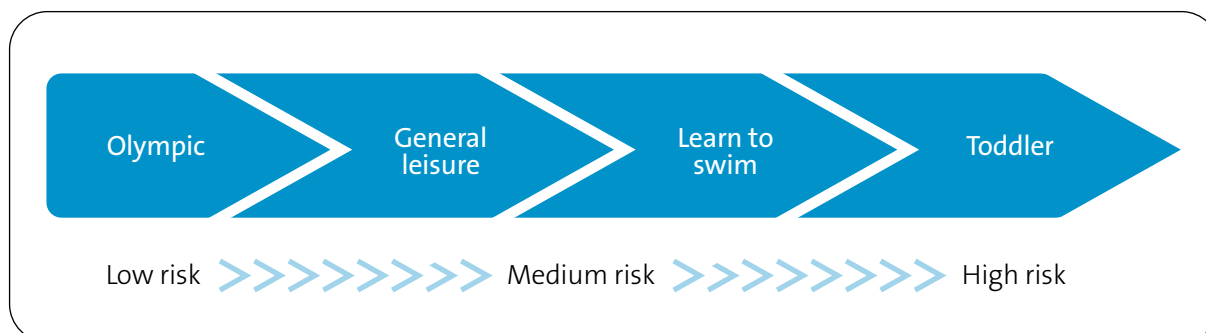 Olympic
General
leisure
Learn to
swim
Toddler
Low risk
Medium risk
High risk